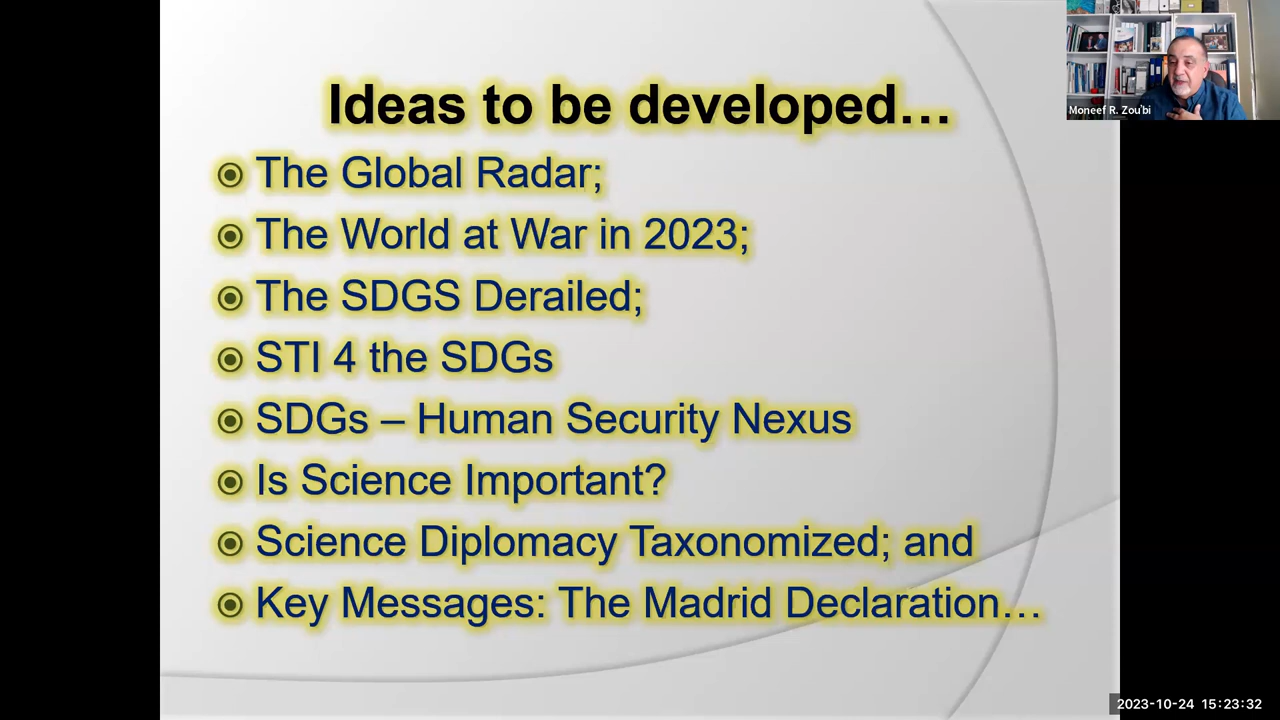 Ideas to be developed…
The Global Radar;
The World at War in 2023;
The SDGS Derailed;
STI 4 the SDGs
SDGs – Human Security Nexus
Is Science Important?
Science Diplomacy Taxonomized; and
Key Messages: The Madrid Declaration…
Moneef R. Zou'bi
2023-10-24 15:23:32